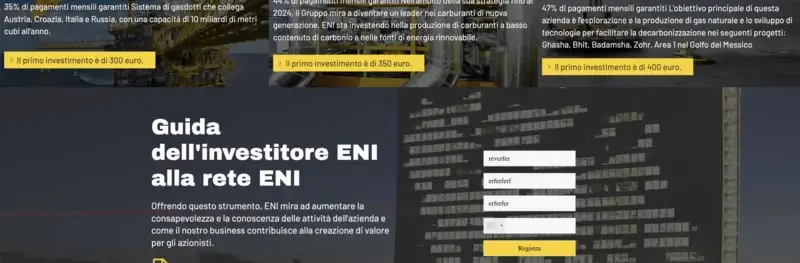 35% di pagamenti mensili garantiti Sistema di gasdotti che collega
Austria, Croazia, Italia e Russia, con una capacità di 10 miliardi di metri
cubi all'anno.
Il primo investimento è di 300 euro.
44% di pagamenti mensili garantiti Nell'ambito della sua strategia fino al
2024, il Gruppo mira a diventare un leader nei carburanti di nuova
generazione. ENI sta investendo nella produzione di carburanti a basso
contenuto di carbonio e nelle fonti di energia rinnovabile.
Il primo investimento è di 350 euro.
47% di pagamenti mensili garantiti L'obiettivo principale di questa
azienda è l'esplorazione e la produzione di gas naturale e lo sviluppo di
tecnologie per facilitare la decarbonizzazione nei seguenti progetti:
Ghasha, Bhit, Badamsha, Zohr, Area 1 nel Golfo del Messico
Il primo investimento è di 400 euro.
Guida
dell'investitore ENI
alla rete ENI
Offrendo questo strumento, ENI mira ad aumentare la
consapevolezza e la conoscenza delle attività dell'azienda e
come il nostro business contribuisce alla creazione di valore
per gli azionisti.
reverfer
erferferf
erferfer
Registra